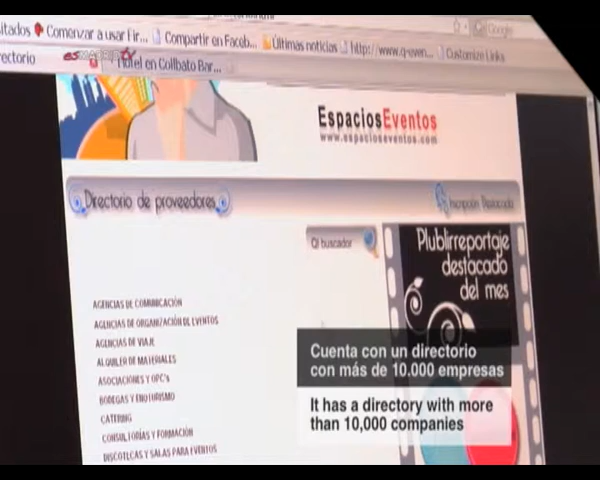 Comenzar a usar Fir... Compartir en Faceb... Últimas noticias http://www.q-even... Customize Links
esMADRIDtv
Hotel en Collbato Bar...
EspaciosEventos
www.espacioseventos.com
Directorio de proveedores
Inscripción Destacada
Qi buscador
Plublirreportaje
destacado
del mes
AGENCIAS DE COMUNICACIÓN
AGENCIAS DE ORGANIZACIÓN DE EVENTOS
AGENCIAS DE VIAJE
ALQUILER DE MATERIALES
ASOCIACIONES Y OPC's
BODEGAS Y ENOTURISMO
CATERING
CONSULTORÍAS Y FORMACIÓN
DISCOTECAS Y SALAS PARA EVENTOS
Cuenta con un directorio
con más de 10.000 empresas
It has a directory with more
than 10,000 companies